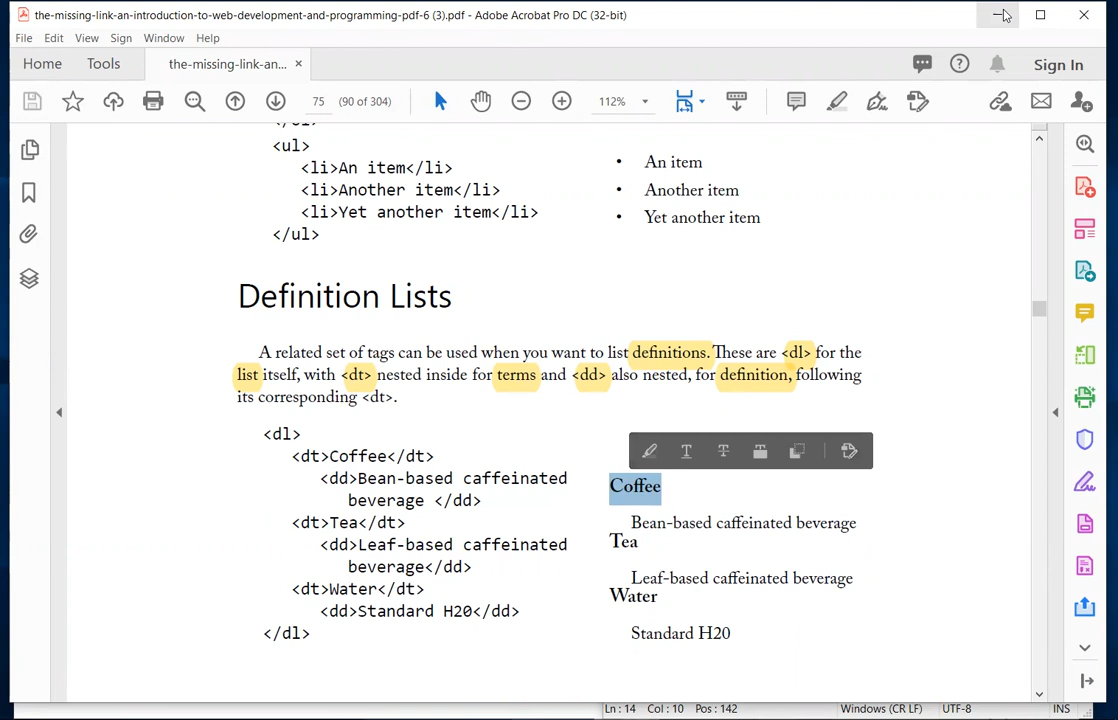 the-missing-link-an-introduction-to-web-development-and-programming-pdf-6 (3).pdf - Adobe Acrobat Pro DC (32-bit)
File Edit View Sign Window Help
Home Tools the-missing-link-an... × Sign In
75 (90 of 304) 112%
<ul>
<li>An item</li>
<li>Another item</li>
<li>Yet another item</li>
</ul>
• An item
• Another item
• Yet another item
Definition Lists
A related set of tags can be used when you want to list definitions. These are <dl> for the
list itself, with <dt> nested inside for terms and <dd> also nested, for definition, following
its corresponding <dt>.
<dl>
<dt>Coffee</dt>
<dd>Bean-based caffeinated
beverage </dd>
<dt>Tea</dt>
<dd>Leaf-based caffeinated
beverage</dd>
<dt>Water</dt>
<dd>Standard H20</dd>
</dl>
Coffee
Bean-based caffeinated beverage
Tea
Leaf-based caffeinated beverage
Water
Standard H20
Ln : 14 Col : 10 Pos : 142 Windows (CR LF) UTF-8 INS